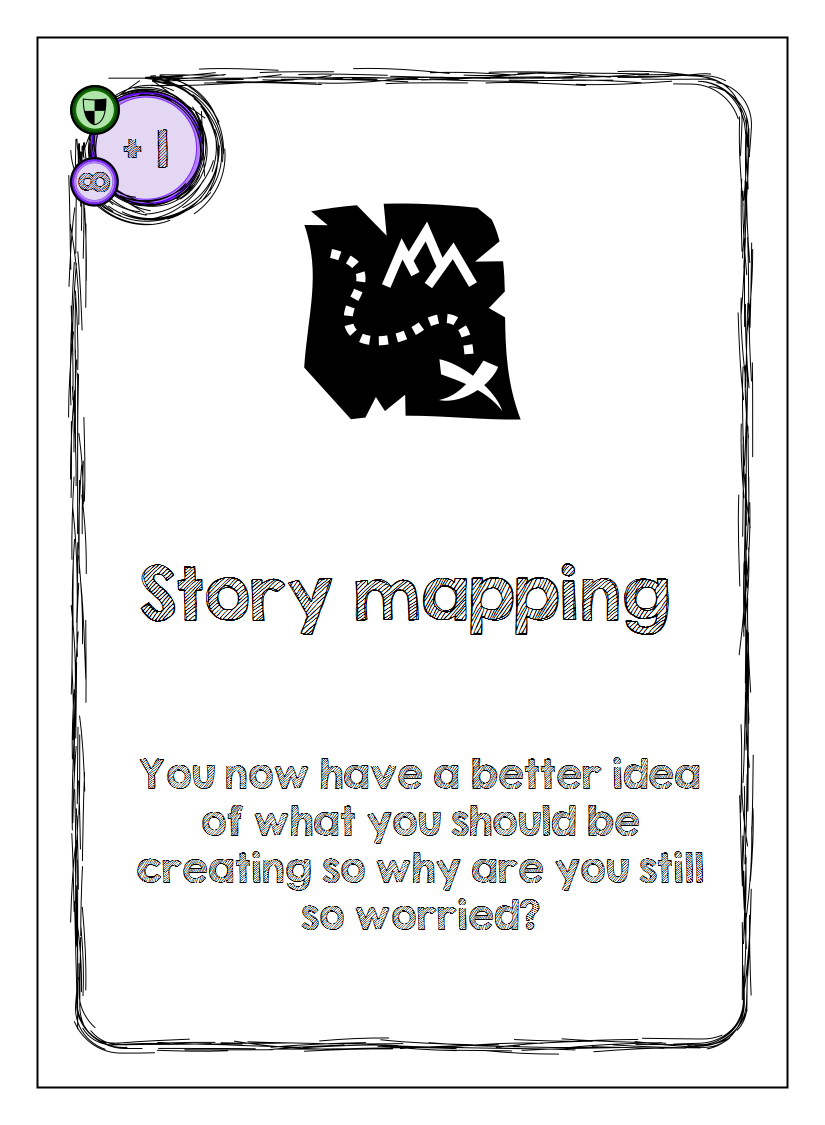 +1
∞
Story mapping
You now have a better idea
of what you should be
creating so why are you still
so worried?